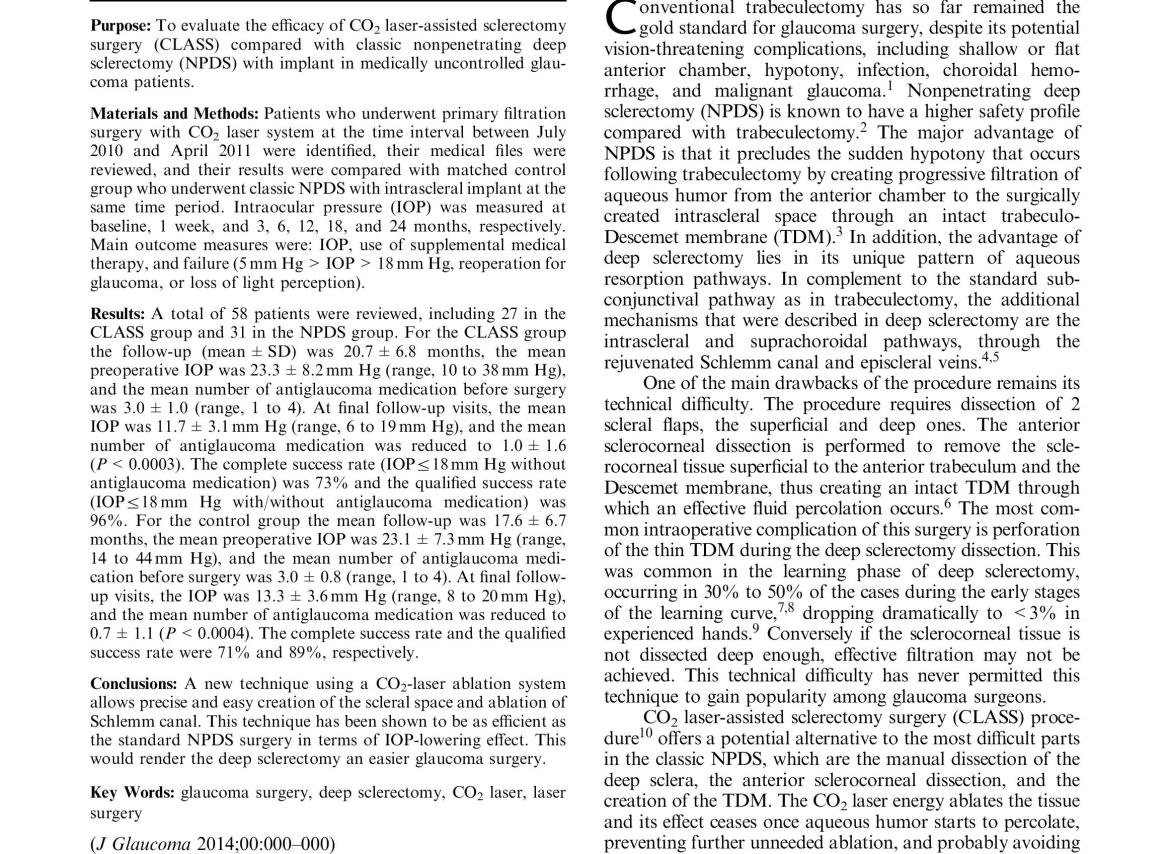 Purpose: To evaluate the efficacy of CO2 laser-assisted sclerectomy
surgery (CLASS) compared with classic nonpenetrating deep
sclerectomy (NPDS) with implant in medically uncontrolled glau-
coma patients.
Materials and Methods: Patients who underwent primary filtration
surgery with CO2 laser system at the time interval between July
2010 and April 2011 were identified, their medical files were
reviewed, and their results were compared with matched control
group who underwent classic NPDS with intrascleral implant at the
same time period. Intraocular pressure (IOP) was measured at
baseline, 1 week, and 3, 6, 12, 18, and 24 months, respectively.
Main outcome measures were: IOP, use of supplemental medical
therapy, and failure (5 mm Hg > IOP > 18 mm Hg, reoperation for
glaucoma, or loss of light perception).
Results: A total of 58 patients were reviewed, including 27 in the
CLASS group and 31 in the NPDS group. For the CLASS group
the follow-up (mean ± SD) was 20.7 ± 6.8 months, the mean
preoperative IOP was 23.3 ± 8.2 mm Hg (range, 10 to 38 mm Hg),
and the mean number of antiglaucoma medication before surgery
was 3.0 ± 1.0 (range, 1 to 4). At final follow-up visits, the mean
IOP was 11.7 ± 3.1 mm Hg (range, 6 to 19 mm Hg), and the mean
number of antiglaucoma medication was reduced to 1.0 ± 1.6
(P < 0.0003). The complete success rate (IOP≤18 mm Hg without
antiglaucoma medication) was 73% and the qualified success rate
(IOP≤18 mm Hg with/without antiglaucoma medication) was
96%. For the control group the mean follow-up was 17.6 ± 6.7
months, the mean preoperative IOP was 23.1 ± 7.3 mm Hg (range,
14 to 44 mm Hg), and the mean number of antiglaucoma medi-
cation before surgery was 3.0 ± 0.8 (range, 1 to 4). At final follow-
up visits, the IOP was 13.3 ± 3.6 mm Hg (range, 8 to 20 mm Hg),
and the mean number of antiglaucoma medication was reduced to
0.7 ± 1.1 (P < 0.0004). The complete success rate and the qualified
success rate were 71% and 89%, respectively.
Conclusions: A new technique using a CO2-laser ablation system
allows precise and easy creation of the scleral space and ablation of
Schlemm canal. This technique has been shown to be as efficient as
the standard NPDS surgery in terms of IOP-lowering effect. This
would render the deep sclerectomy an easier glaucoma surgery.
Key Words: glaucoma surgery, deep sclerectomy, CO2 laser, laser
surgery
(J Glaucoma 2014;00:000–000)
Conventional trabeculectomy has so far remained the
gold standard for glaucoma surgery, despite its potential
vision-threatening complications, including shallow or flat
anterior chamber, hypotony, infection, choroidal hemo-
rrhage, and malignant glaucoma.1 Nonpenetrating deep
sclerectomy (NPDS) is known to have a higher safety profile
compared with trabeculectomy.2 The major advantage of
NPDS is that it precludes the sudden hypotony that occurs
following trabeculectomy by creating progressive filtration of
aqueous humor from the anterior chamber to the surgically
created intrascleral space through an intact trabeculo-
Descemet membrane (TDM).3 In addition, the advantage of
deep sclerectomy lies in its unique pattern of aqueous
resorption pathways. In complement to the standard sub-
conjunctival pathway as in trabeculectomy, the additional
mechanisms that were described in deep sclerectomy are the
intrascleral and suprachoroidal pathways, through the
rejuvenated Schlemm canal and episcleral veins.4,5
One of the main drawbacks of the procedure remains its
technical difficulty. The procedure requires dissection of 2
scleral flaps, the superficial and deep ones. The anterior
sclerocorneal dissection is performed to remove the scle-
rocorneal tissue superficial to the anterior trabeculum and the
Descemet membrane, thus creating an intact TDM through
which an effective fluid percolation occurs.6 The most com-
mon intraoperative complication of this surgery is perforation
of the thin TDM during the deep sclerectomy dissection. This
was common in the learning phase of deep sclerectomy,
occurring in 30% to 50% of the cases during the early stages
of the learning curve,7,8 dropping dramatically to <3% in
experienced hands.9 Conversely if the sclerocorneal tissue is
not dissected deep enough, effective filtration may not be
achieved. This technical difficulty has never permitted this
technique to gain popularity among glaucoma surgeons.
CO2 laser-assisted sclerectomy surgery (CLASS) proce-
dure10 offers a potential alternative to the most difficult parts
in the classic NPDS, which are the manual dissection of the
deep sclera, the anterior sclerocorneal dissection, and the
creation of the TDM. The CO2 laser energy ablates the tissue
and its effect ceases once aqueous humor starts to percolate,
preventing further unneeded ablation, and probably avoiding